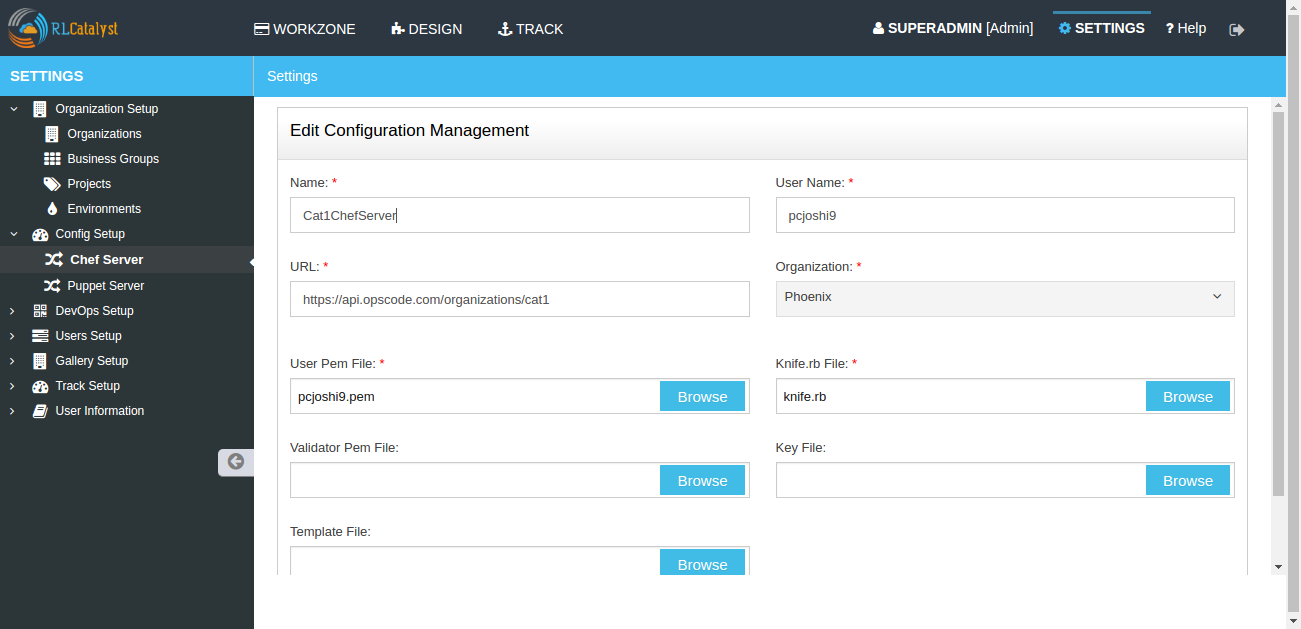 RLCatalyst WORKZONE DESIGN TRACK SUPERADMIN [Admin] SETTINGS ? Help
SETTINGS
Settings
Organization Setup
Organizations
Business Groups
Projects
Environments
Config Setup
Chef Server
Puppet Server
DevOps Setup
Users Setup
Gallery Setup
Track Setup
User Information
Edit Configuration Management
Name: * User Name: *
Cat1ChefServer pcjoshi9
URL: * Organization: *
https://api.opscode.com/organizations/cat1 Phoenix
User Pem File: * Knife.rb File: *
pcjoshi9.pem Browse knife.rb Browse
Validator Pem File: Key File:
Browse Browse
Template File:
Browse